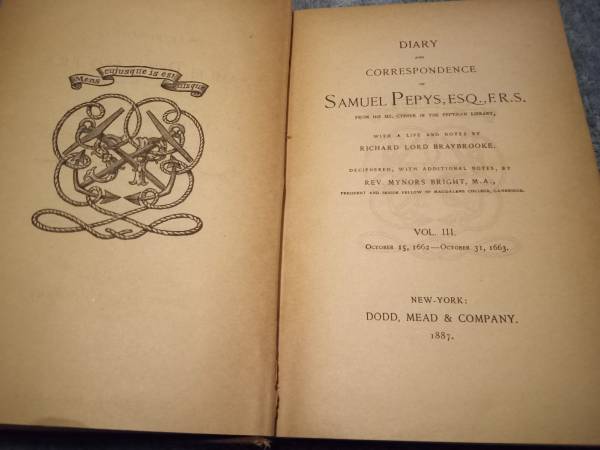 Mens cujusque is est Quisque
DIARY
AND
CORRESPONDENCE
OF
SAMUEL PEPYS, ESQ., F.R.S.
FROM HIS MS. CYPHER IN THE PEPYSIAN LIBRARY,
WITH A LIFE AND NOTES BY
RICHARD LORD BRAYBROOKE.
DECIPHERED, WITH ADDITIONAL NOTES, BY
REV. MYNORS BRIGHT, M.A.,
PRESIDENT AND SENIOR FELLOW OF MAGDALENE COLLEGE, CAMBRIDGE.
VOL. III.
OCTOBER 15, 1662—OCTOBER 31, 1663.
NEW-YORK:
DODD, MEAD & COMPANY.
1887.